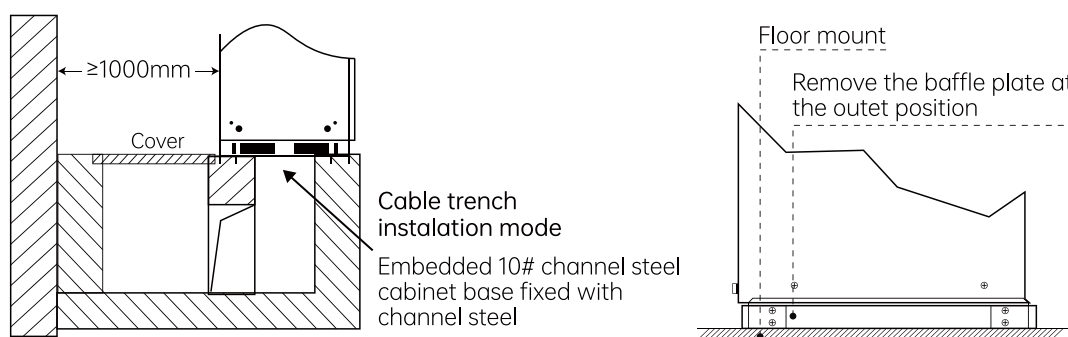 ≥1000mm
Cover
Cable trench
instalation mode
Embedded 10# channel steel
cabinet base fixed with
channel steel
Floor mount
Remove the baffle plate at
the outet position